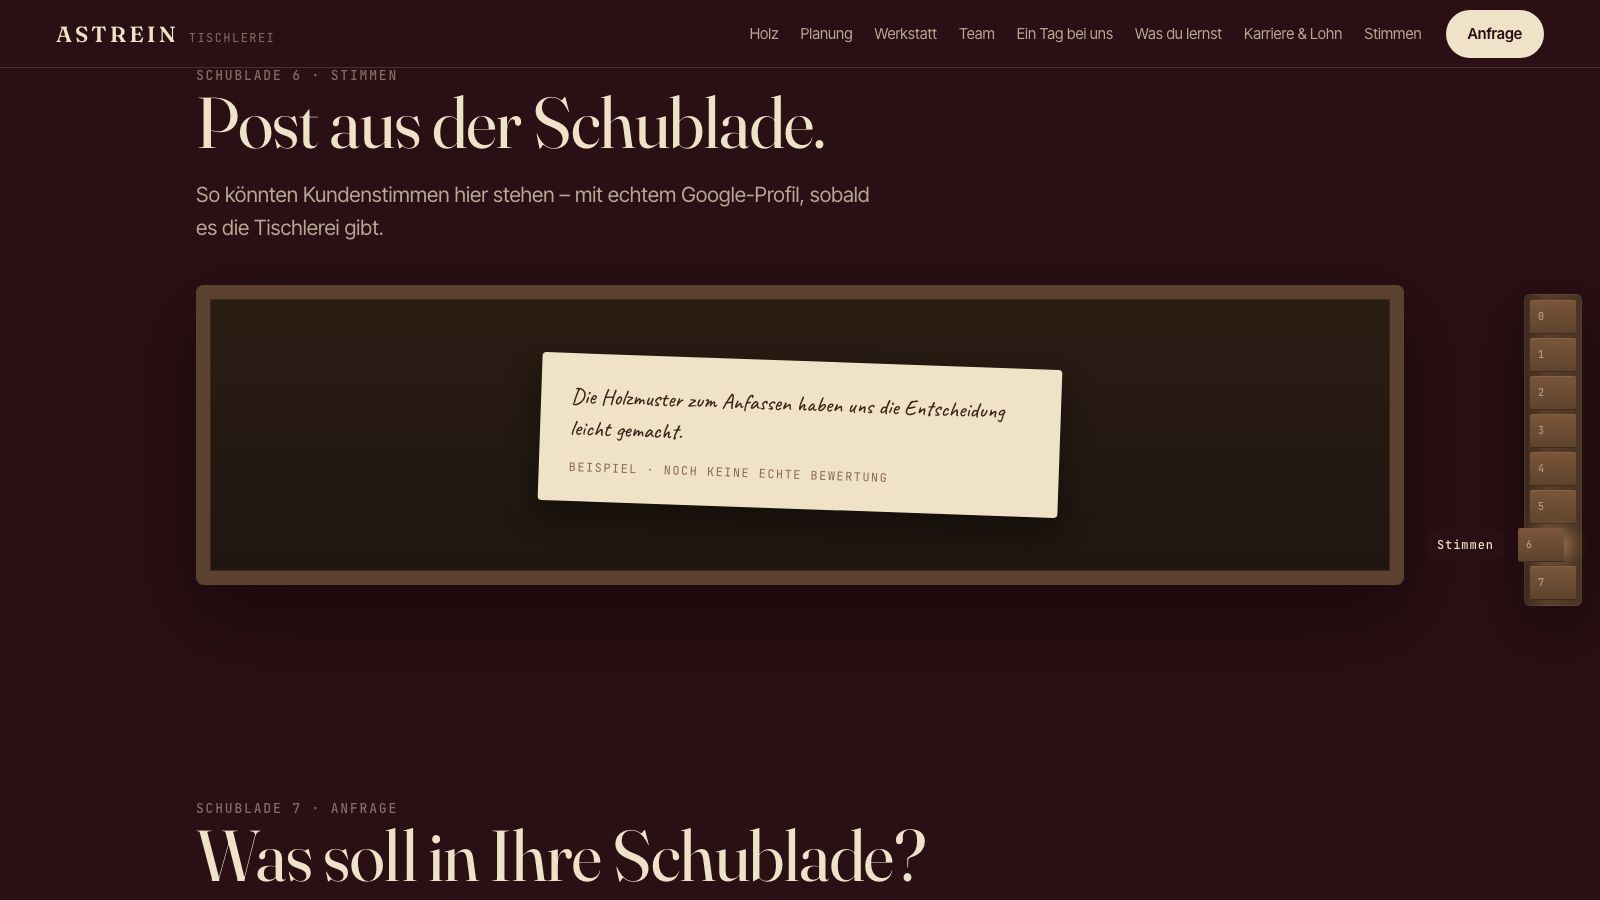 ASTREIN TISCHLEREI
Holz Planung Werkstatt Team Ein Tag bei uns Was du lernst Karriere & Lohn Stimmen Anfrage
SCHUBLADE 6 · STIMMEN
Post aus der Schublade.
So könnten Kundenstimmen hier stehen – mit echtem Google-Profil, sobald
es die Tischlerei gibt.
Die Holzmuster zum Anfassen haben uns die Entscheidung
leicht gemacht.
BEISPIEL · NOCH KEINE ECHTE BEWERTUNG
0
1
2
3
4
5
Stimmen 6
7
SCHUBLADE 7 · ANFRAGE
Was soll in Ihre Schublade?